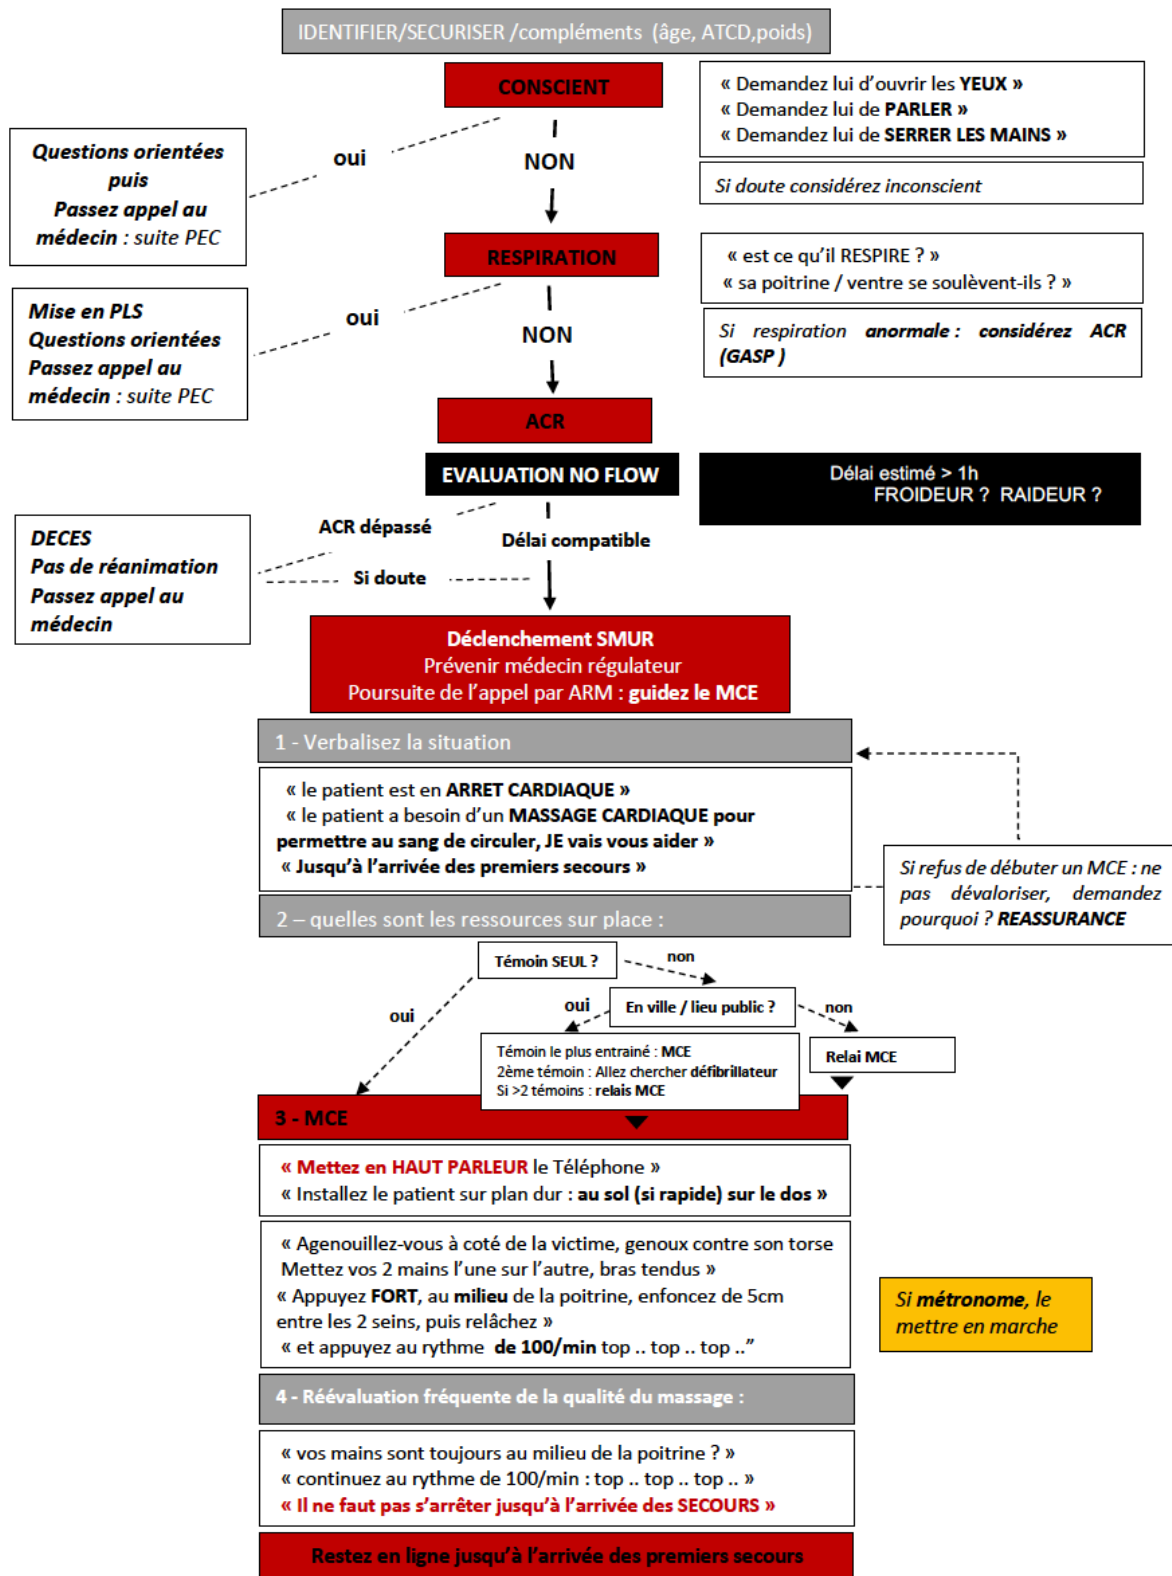 IDENTIFIER/SECURISER /compléments (âge, ATCD,poids)
CONSCIENT
« Demandez lui d'ouvrir les YEUX »
« Demandez lui de PARLER »
« Demandez lui de SERRER LES MAINS »
Si doute considérez inconscient
oui
NON
Questions orientées
puis
Passez appel au
médecin : suite PEC
RESPIRATION
« est ce qu'il RESPIRE ? »
« sa poitrine / ventre se soulèvent-ils ? »
Si respiration anormale : considérez ACR
(GASP )
oui
NON
Mise en PLS
Questions orientées
Passez appel au
médecin : suite PEC
ACR
EVALUATION NO FLOW
Délai estimé > 1h
FROIDEUR ? RAIDEUR ?
ACR dépassé
Délai compatible
Si doute
DECES
Pas de réanimation
Passez appel au
médecin
Déclenchement SMUR
Prévenir médecin régulateur
Poursuite de l'appel par ARM : guidez le MCE
1 - Verbalisez la situation
« le patient est en ARRET CARDIAQUE »
« le patient a besoin d'un MASSAGE CARDIAQUE pour
permettre au sang de circuler, JE vais vous aider »
« Jusqu'à l'arrivée des premiers secours »
Si refus de débuter un MCE : ne
pas dévaloriser, demandez
pourquoi ? REASSURANCE
2 – quelles sont les ressources sur place :
Témoin SEUL ?
non
oui
En ville / lieu public ?
oui
non
Témoin le plus entrainé : MCE
2ème témoin : Allez chercher défibrillateur
Si >2 témoins : relais MCE
Relai MCE
3 - MCE
« Mettez en HAUT PARLEUR le Téléphone »
« Installez le patient sur plan dur : au sol (si rapide) sur le dos »
« Agenouillez-vous à coté de la victime, genoux contre son torse
Mettez vos 2 mains l'une sur l'autre, bras tendus »
« Appuyez FORT, au milieu de la poitrine, enfoncez de 5cm
entre les 2 seins, puis relâchez »
« et appuyez au rythme de 100/min top .. top .. top .."
Si métronome, le
mettre en marche
4 - Réévaluation fréquente de la qualité du massage :
« vos mains sont toujours au milieu de la poitrine ? »
« continuez au rythme de 100/min : top .. top .. top .. »
« Il ne faut pas s'arrêter jusqu'à l'arrivée des SECOURS »
Restez en ligne jusqu'à l'arrivée des premiers secours